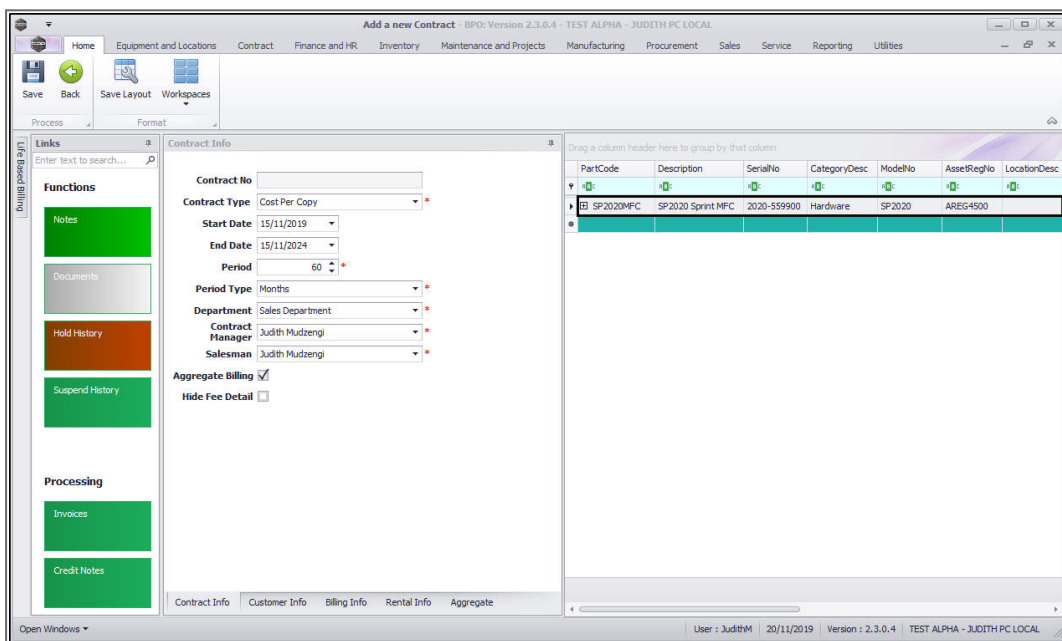 Add a new Contract - BPO: Version 2.3.0.4 - TEST ALPHA - JUDITH PC LOCAL
Home Equipment and Locations Contract Finance and HR Inventory Maintenance and Projects Manufacturing Procurement Sales Service Reporting Utilities
Save Back Save Layout Workspaces
Process Format
Life Based Billing
Links
Enter text to search...
Functions
Notes
Documents
Hold History
Suspend History
Processing
Invoices
Credit Notes
Contract Info
Contract No
Contract Type Cost Per Copy *
Start Date 15/11/2019
End Date 15/11/2024
Period 60 *
Period Type Months *
Department Sales Department *
Contract
Manager Judith Mudzengi *
Salesman Judith Mudzengi *
Aggregate Billing
Hide Fee Detail
Contract Info Customer Info Billing Info Rental Info Aggregate
Drag a column header here to group by that column
PartCode Description SerialNo CategoryDesc ModelNo AssetRegNo LocationDesc
SP2020MFC SP2020 Sprint MFC 2020-559900 Hardware SP2020 AREG4500
Open Windows User : JudithM 20/11/2019 Version : 2.3.0.4 TEST ALPHA - JUDITH PC LOCAL